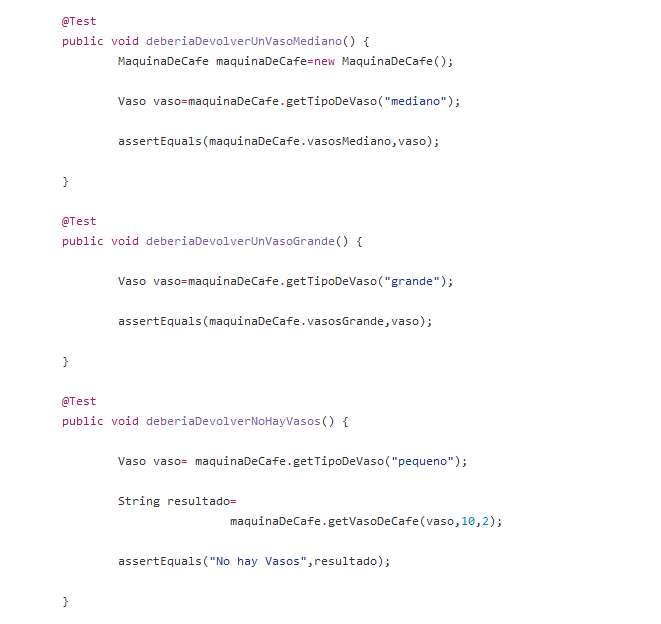 @Test
public void deberiaDevolverUnVasoMediano() {
MaquinaDeCafe maquinaDeCafe=new MaquinaDeCafe();
Vaso vaso=maquinaDeCafe.getTipoDeVaso("mediano");
assertEquals(maquinaDeCafe.vasosMediano,vaso);
}
@Test
public void deberiaDevolverUnVasoGrande() {
Vaso vaso=maquinaDeCafe.getTipoDeVaso("grande");
assertEquals(maquinaDeCafe.vasosGrande,vaso);
}
@Test
public void deberiaDevolverNoHayVasos() {
Vaso vaso= maquinaDeCafe.getTipoDeVaso("pequeno");
String resultado=
maquinaDeCafe.getVasoDeCafe(vaso,10,2);
assertEquals("No hay Vasos",resultado);
}